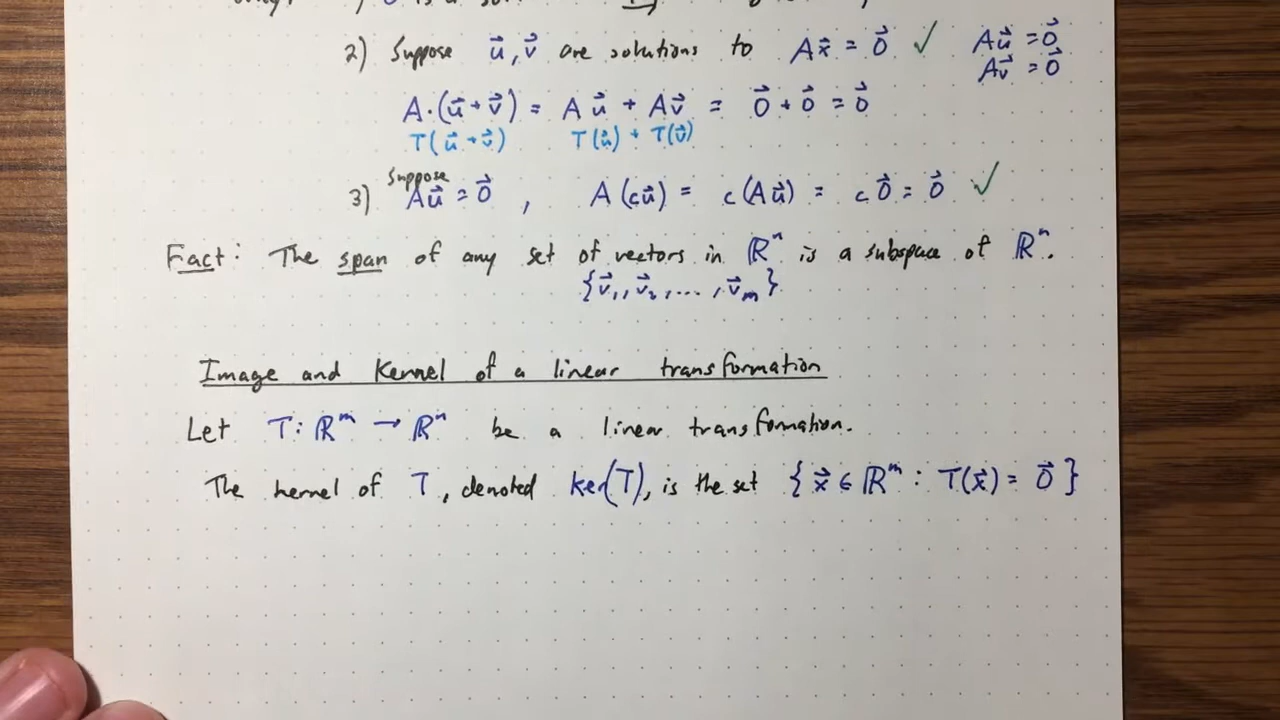 is a
2) Suppose u⃗, v⃗ are solutions to Ax⃗ = 0⃗ ✓ Au⃗ = 0⃗
Av⃗ = 0⃗
A·(u⃗ + v⃗) = Au⃗ + Av⃗ = 0⃗ + 0⃗ = 0⃗
T(u⃗ + v⃗) T(u⃗) + T(v⃗)
3) Suppose Au⃗ = 0⃗ , A(cu⃗) = c(Au⃗) = c0⃗ = 0⃗ ✓
Fact: The span of any set of vectors in ℝⁿ is a subspace of ℝⁿ.
{v⃗₁, v⃗₂, ..., v⃗ₘ}
Image and Kernel of a linear transformation
Let T: ℝᵐ → ℝⁿ be a linear transformation.
The kernel of T, denoted ker(T), is the set {x⃗ ∈ ℝᵐ : T(x⃗) = 0⃗}